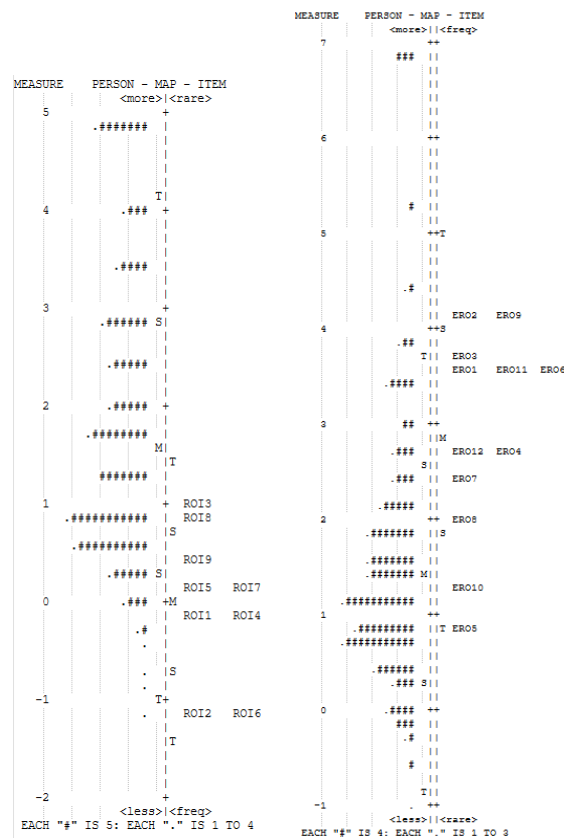 MEASURE PERSON - MAP - ITEM
<more>|<rare>
5 +
.####### |
T|
4 .### +
.#### |
3 +
.###### S|
.#### |
2 .#### +
.####### |
M|
|T
####### |
1 + ROI3
.########## | ROI8
|S
.######### |
| ROI9
.##### S|
| ROI5 ROI7
0 .### +M
| ROI1 ROI4
.# |
. |
. |S
. |
-1 T+
. | ROI2 ROI6
|T
-2 +
<less>|<freq>
EACH "#" IS 5: EACH "." IS 1 TO 4
MEASURE PERSON - MAP - ITEM
<more>||<freq>
7 ++
### ||
6 ++
# ||
5 ++T
.# ||
|| ERO2 ERO9
4 ++S
.## ||
T|| ERO3
|| ERO1 ERO11 ERO6
.#### ||
3 ## ++
||M
.### || ERO12 ERO4
S||
.### || ERO7
.##### ||
2 ++ ERO8
.####### ||S
.####### ||
.####### M||
|| ERO10
.########### ||
1 ++
.######### ||T ERO5
.########### ||
.###### ||
.### S||
0 .#### ++
### ||
.# ||
# ||
T||
-1 . ++
<less>||<rare>
EACH "#" IS 4: EACH "." IS 1 TO 3